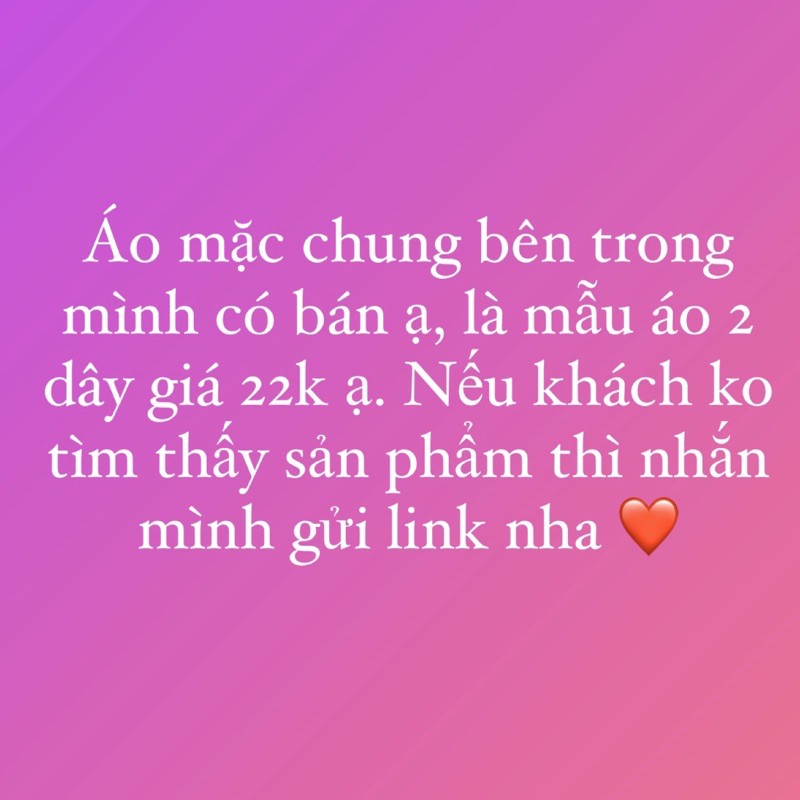 Áo mặc chung bên trong
mình có bán ạ, là mẫu áo 2
dây giá 22k ạ. Nếu khách ko
tìm thấy sản phẩm thì nhắn
mình gửi link nha ❤️